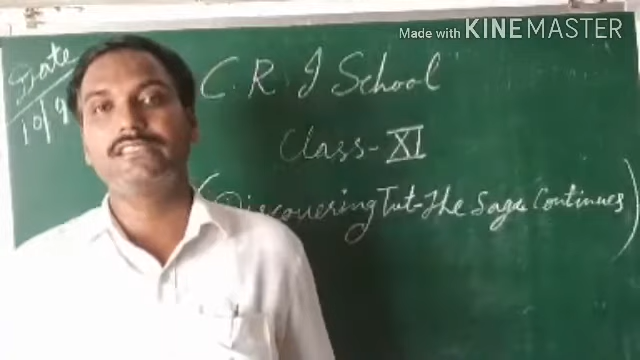 Made with KINEMASTER
Date
10/9
C. R J School
Class-XI
(Discovering Tut-The Saga Continues)